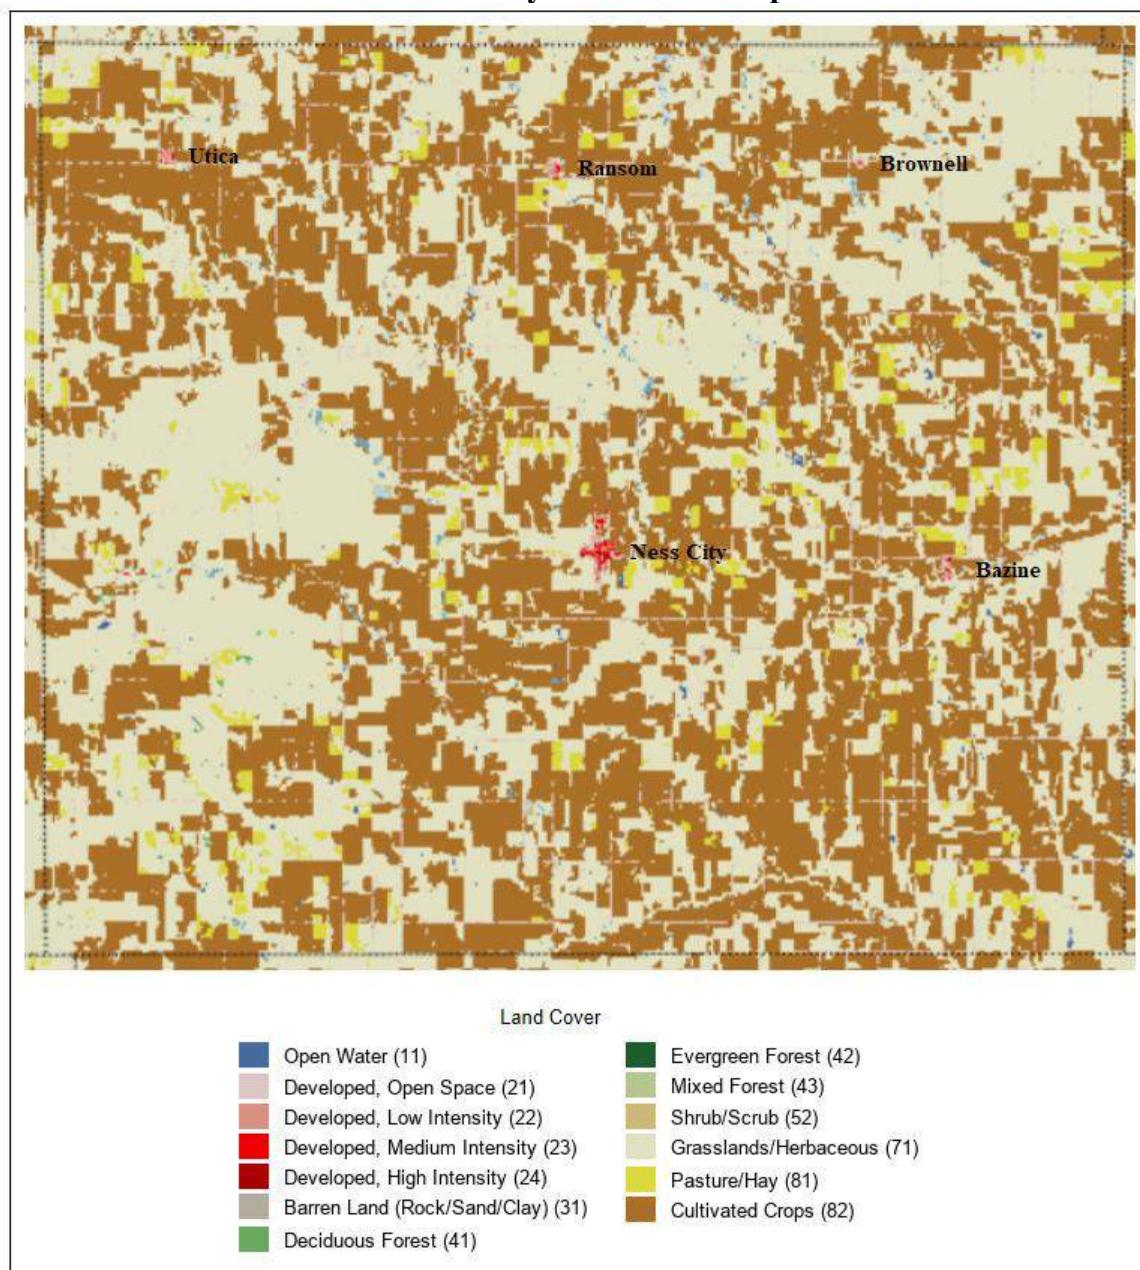 Utica
Ransom
Brownell
Ness City
Bazine
Land Cover
Open Water (11)
Developed, Open Space (21)
Developed, Low Intensity (22)
Developed, Medium Intensity (23)
Developed, High Intensity (24)
Barren Land (Rock/Sand/Clay) (31)
Deciduous Forest (41)
Evergreen Forest (42)
Mixed Forest (43)
Shrub/Scrub (52)
Grasslands/Herbaceous (71)
Pasture/Hay (81)
Cultivated Crops (82)